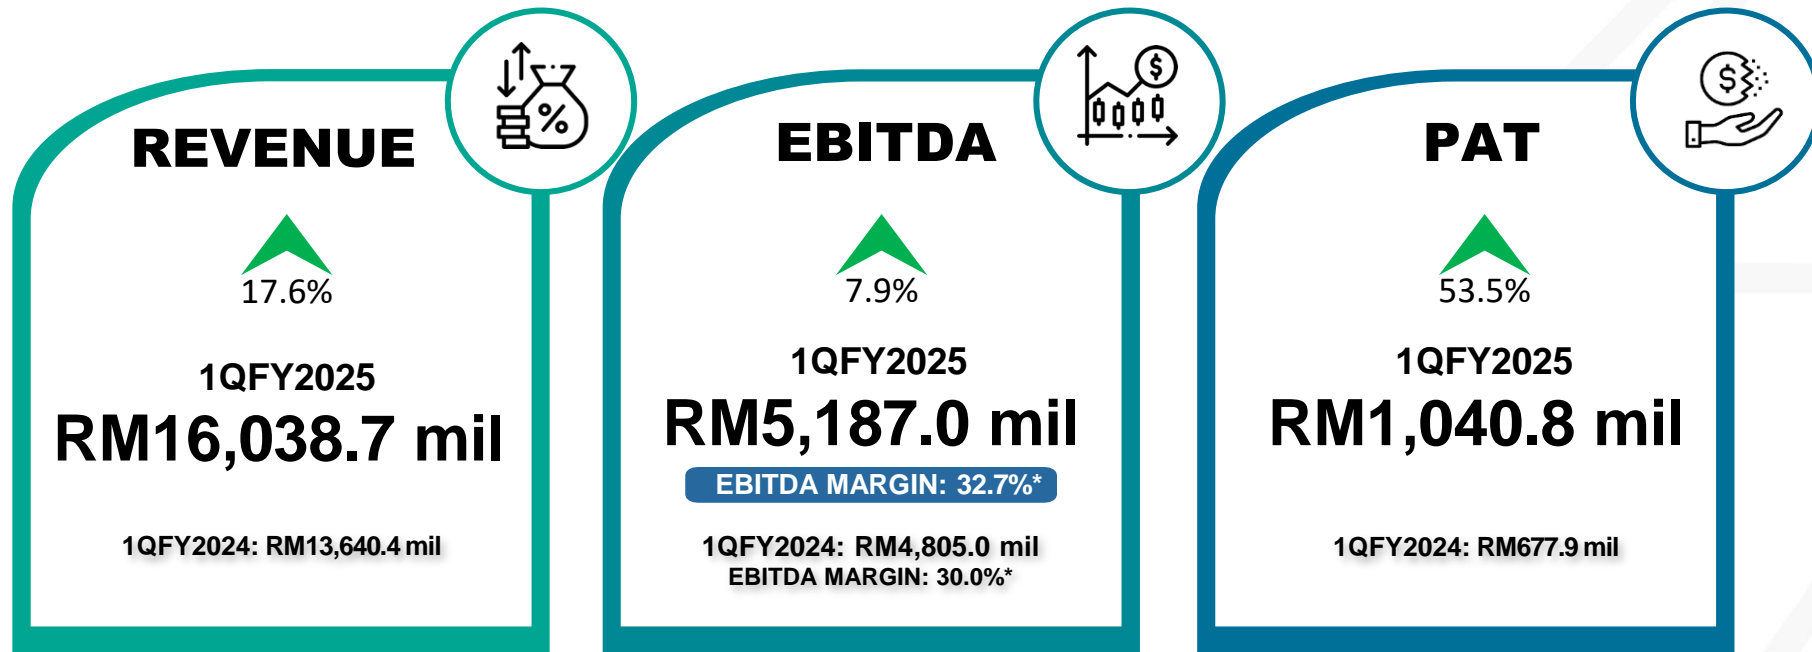 REVENUE
17.6%
1QFY2025
RM16,038.7 mil
1QFY2024: RM13,640.4 mil
EBITDA
7.9%
1QFY2025
RM5,187.0 mil
EBITDA MARGIN: 32.7%*
1QFY2024: RM4,805.0 mil
EBITDA MARGIN: 30.0%*
PAT
53.5%
1QFY2025
RM1,040.8 mil
1QFY2024: RM677.9 mil